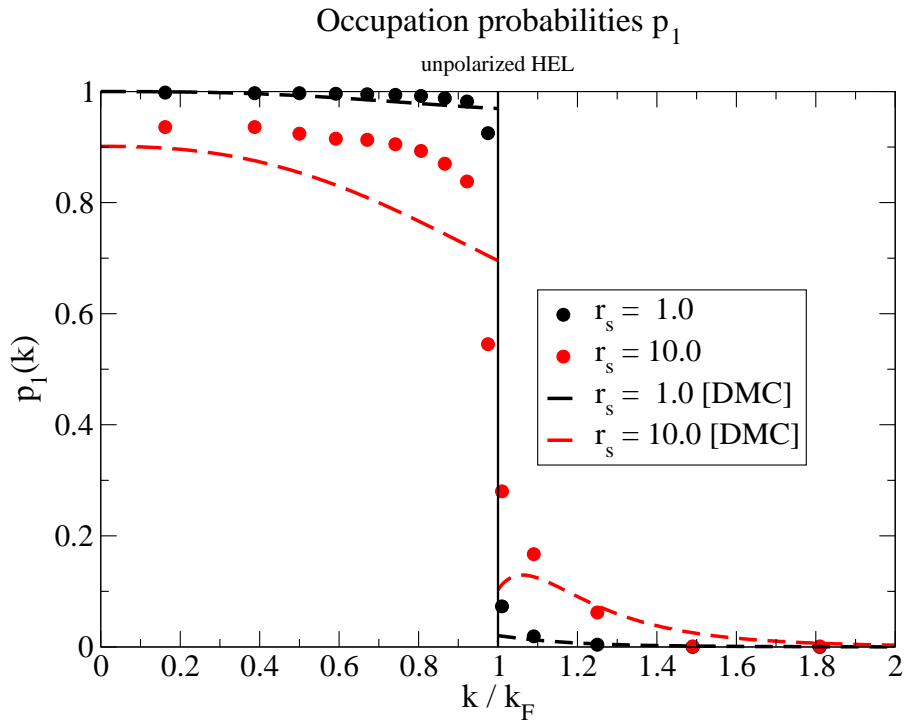 Occupation probabilities p1
unpolarized HEL
1
0.8
0.6
0.4
0.2
0
p1(k)
rs = 1.0
rs = 10.0
rs = 1.0 [DMC]
rs = 10.0 [DMC]
0 0.2 0.4 0.6 0.8 1 1.2 1.4 1.6 1.8 2
k / kF